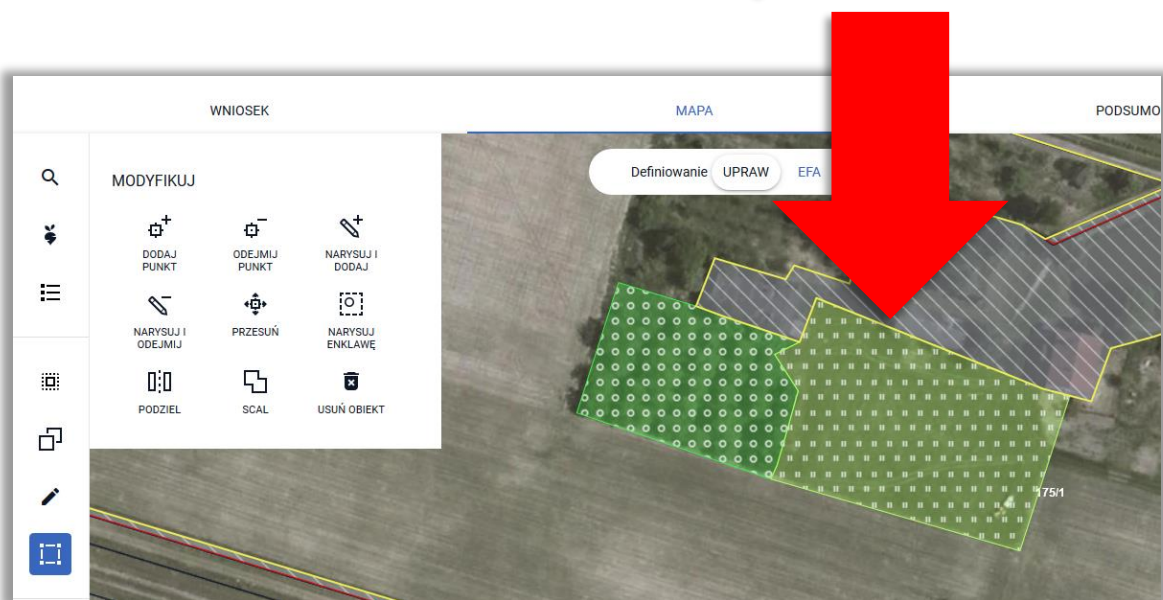 WNIOSEK
MAPA
PODSUMO
MODYFIKUJ
Definiowanie UPRAW EFA
DODAJ
PUNKT
ODEJMIJ
PUNKT
NARYSUJ I
DODAJ
NARYSUJ I
ODEJMIJ
PRZESUŃ
NARYSUJ
ENKLAWĘ
PODZIEL
SCAL
USUŃ OBIEKT
175/1